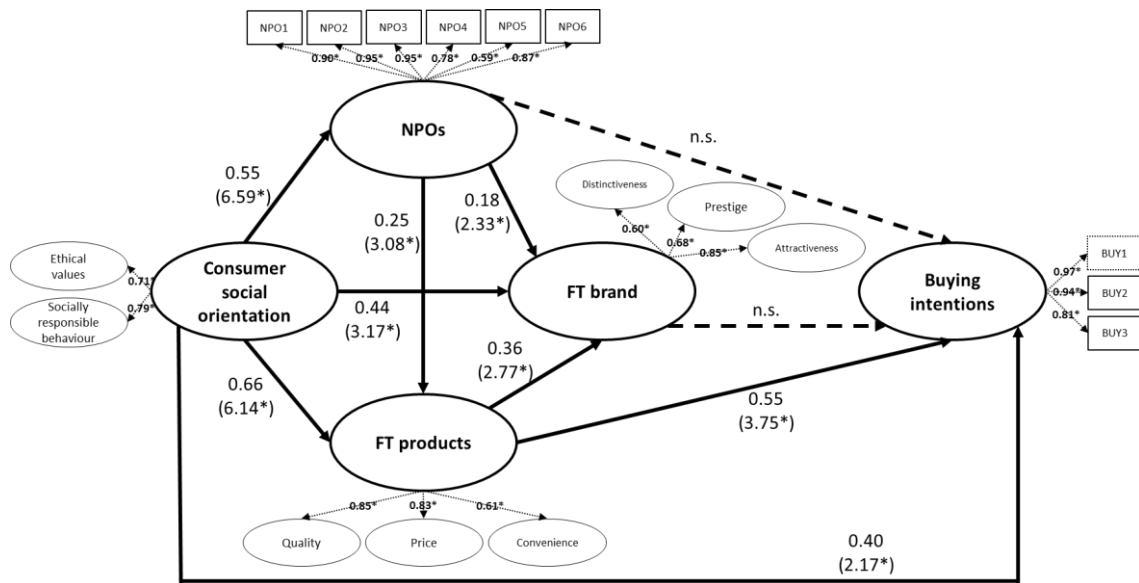 NPO1 NPO2 NPO3 NPO4 NPO5 NPO6
0.90* 0.95* 0.95* 0.78* 0.59* 0.87*
NPOs
n.s.
0.55
(6.59*)
0.18
(2.33*)
0.25
(3.08*)
Distinctiveness
Prestige
Attractiveness
0.60*
0.68*
0.85*
Ethical
values
0.71*
Socially
responsible
behaviour
0.79*
Consumer
social
orientation
0.44
(3.17*)
FT brand
n.s.
Buying
intentions
0.97*
0.94*
0.81*
BUY1
BUY2
BUY3
0.66
(6.14*)
0.36
(2.77*)
0.55
(3.75*)
FT products
0.85* 0.83* 0.61*
Quality Price Convenience
0.40
(2.17*)